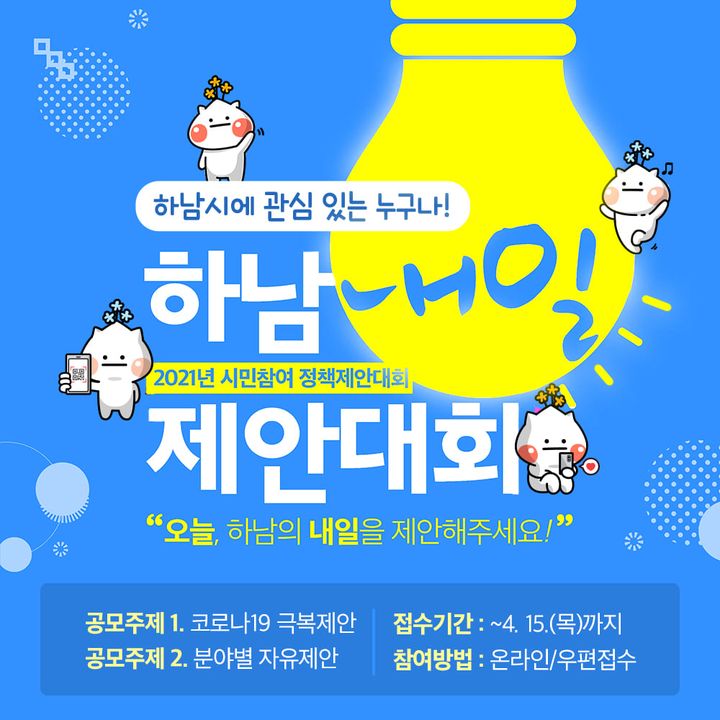 하남시에 관심 있는 누구나!
하남 내일
2021년 시민참여 정책제안대회
제안대회
“오늘, 하남의 내일을 제안해주세요!”
공모주제 1. 코로나19 극복제안
공모주제 2. 분야별 자유제안
접수기간 : ~4. 15.(목)까지
참여방법 : 온라인/우편접수